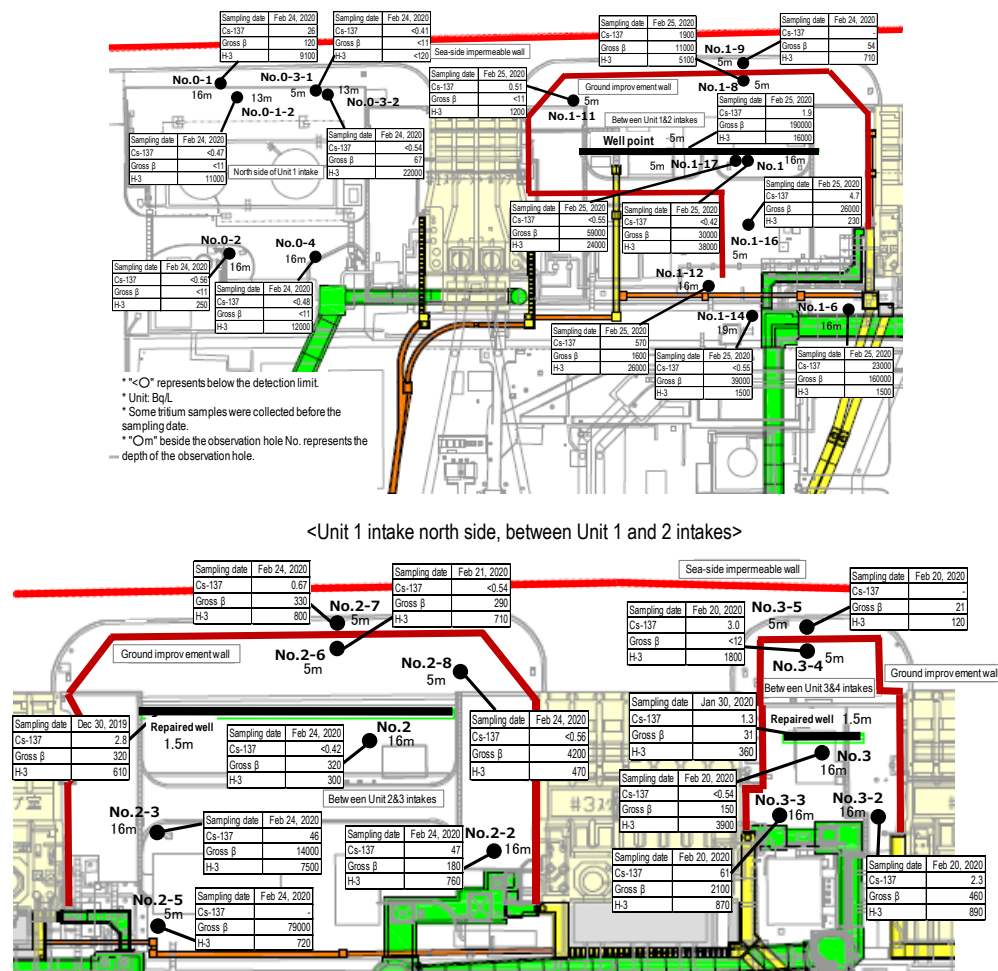 Sampling date Feb 24, 2020
Cs-137 26
Gross β 120
H-3 9100
Sampling date Feb 24, 2020
Cs-137 <0.41
Gross β <11
H-3 <120
Sea-side impermeable wall
Sampling date Feb 25, 2020
Cs-137 1900
Gross β 11000
H-3 5100
Sampling date Feb 24, 2020
Cs-137 -
Gross β 54
H-3 710
No.1-9
5m
No.1-8
5m
No.0-1
16m
13m
No.0-1-2
No.0-3-1
5m
13m
No.0-3-2
Sampling date Feb 25, 2020
Cs-137 0.51
Gross β <11
H-3 1200
5m
No.1-11
Ground improvement wall
Between Unit 1&2 intakes
Sampling date Feb 25, 2020
Cs-137 1.9
Gross β 190000
H-3 16000
Well point
5m
Sampling date Feb 24, 2020
Cs-137 <0.47
Gross β <11
H-3 11000
Sampling date Feb 24, 2020
Cs-137 <0.54
Gross β 67
H-3 22000
North side of Unit 1 intake
5m
No.1-17
No.1
16m
Sampling date Feb 25, 2020
Cs-137 4.7
Gross β 26000
H-3 230
Sampling date Feb 25, 2020
Cs-137 <0.55
Gross β 59000
H-3 24000
Sampling date Feb 25, 2020
Cs-137 <0.42
Gross β 30000
H-3 38000
No.1-16
5m
No.0-2
16m
No.0-4
16m
Sampling date Feb 24, 2020
Cs-137 <0.56
Gross β <11
H-3 250
Sampling date Feb 24, 2020
Cs-137 <0.48
Gross β <11
H-3 12000
No.1-12
16m
No.1-14
19m
No.1-6
16m
Sampling date Feb 25, 2020
Cs-137 570
Gross β 1600
H-3 26000
Sampling date Feb 25, 2020
Cs-137 <0.55
Gross β 39000
H-3 1500
Sampling date Feb 25, 2020
Cs-137 23000
Gross β 160000
H-3 1500
* "<○" represents below the detection limit.
* Unit: Bq/L
* Some tritium samples were collected before the
sampling date.
* "○m" beside the observation hole No. represents the
depth of the observation hole.
<Unit 1 intake north side, between Unit 1 and 2 intakes>
Sampling date Feb 24, 2020
Cs-137 0.67
Gross β 330
H-3 800
Sampling date Feb 21, 2020
Cs-137 <0.54
Gross β 290
H-3 710
Sea-side impermeable wall
Sampling date Feb 20, 2020
Cs-137 -
Gross β 21
H-3 120
Sampling date Feb 20, 2020
Cs-137 3.0
Gross β <12
H-3 1800
No.2-7
5m
No.3-5
5m
Ground improvement wall
No.2-6
5m
No.2-8
5m
No.3-4
5m
Ground improvement wall
Between Unit 3&4 intakes
Sampling date Dec 30, 2019
Cs-137 2.8
Gross β 320
H-3 610
Repaired well
1.5m
Sampling date Feb 24, 2020
Cs-137 <0.42
Gross β 320
H-3 300
No.2
16m
Sampling date Feb 24, 2020
Cs-137 <0.56
Gross β 4200
H-3 470
Sampling date Jan 30, 2020
Cs-137 1.3
Gross β 31
H-3 360
Repaired well 1.5m
No.3
16m
Sampling date Feb 20, 2020
Cs-137 <0.54
Gross β 150
H-3 3900
Between Unit 2&3 intakes
No.2-3
16m
Sampling date Feb 24, 2020
Cs-137 46
Gross β 14000
H-3 7500
Sampling date Feb 24, 2020
Cs-137 47
Gross β 180
H-3 760
No.2-2
16m
No.3-3
16m
No.3-2
16m
Sampling date Feb 20, 2020
Cs-137 61
Gross β 2100
H-3 870
Sampling date Feb 20, 2020
Cs-137 2.3
Gross β 460
H-3 890
No.2-5
5m
Sampling date Feb 24, 2020
Cs-137 -
Gross β 79000
H-3 720